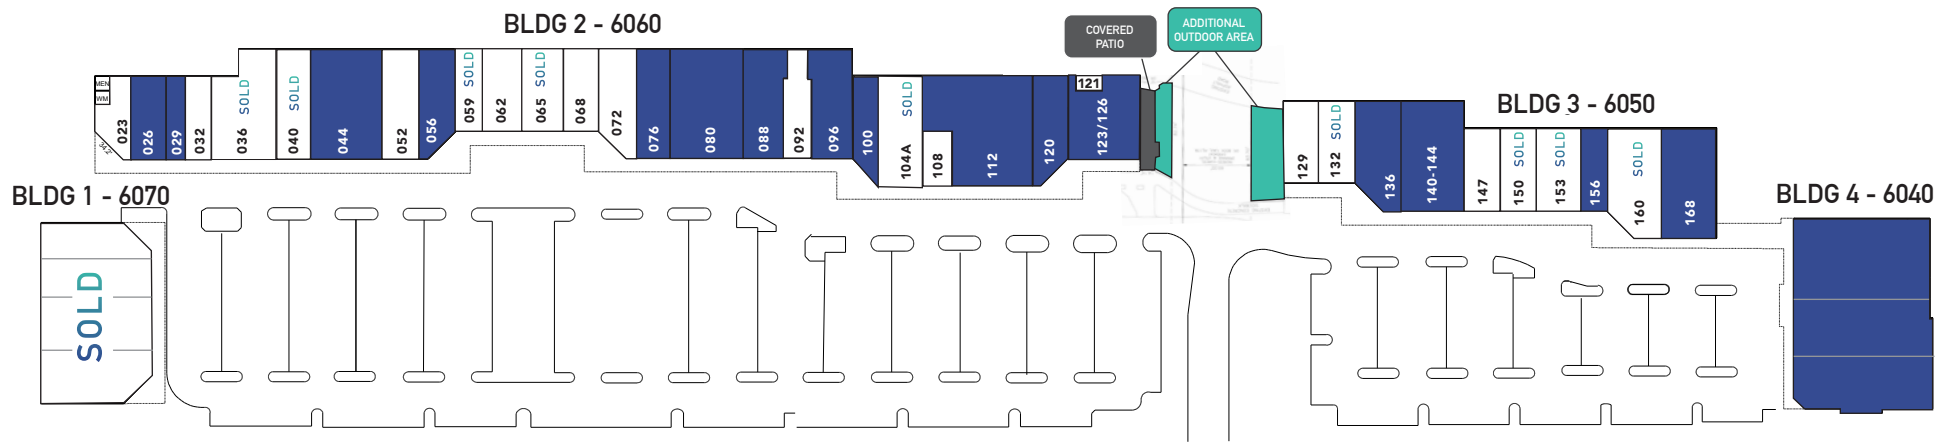 BLDG 2 - 6060
COVERED
PATIO
ADDITIONAL
OUTDOOR AREA
MEN
WM
34.2'
023
026
029
032
036 SOLD
040 SOLD
044
052
056
059 SOLD
062
065 SOLD
068
072
076
080
088
092
096
100
104A SOLD
108
112
120
121
123/126
BLDG 3 - 6050
129
132 SOLD
136
140-144
147
150 SOLD
153 SOLD
156
160 SOLD
168
BLDG 1 - 6070
SOLD
BLDG 4 - 6040